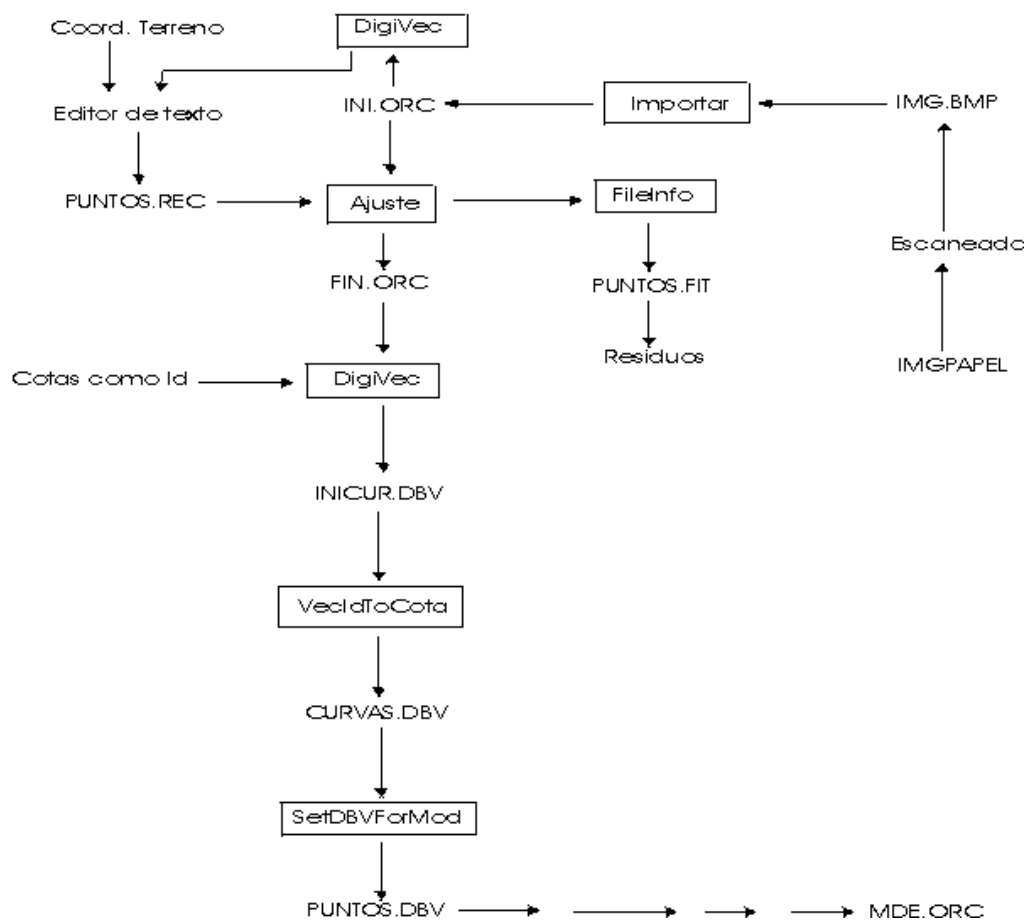 Coord. Terreno
DigiVec
Editor de texto
INI.ORC
Importar
IMG.BMP
PUNTOS.REC
Ajuste
FileInfo
Escaneado
FIN.ORC
PUNTOS.FIT
Residuos
IMGPAPEL
Cotas como Id
DigiVec
INICUR.DBV
VecIdToCota
CURVAS.DBV
SetDBVForMod
PUNTOS.DBV
MDE.ORC